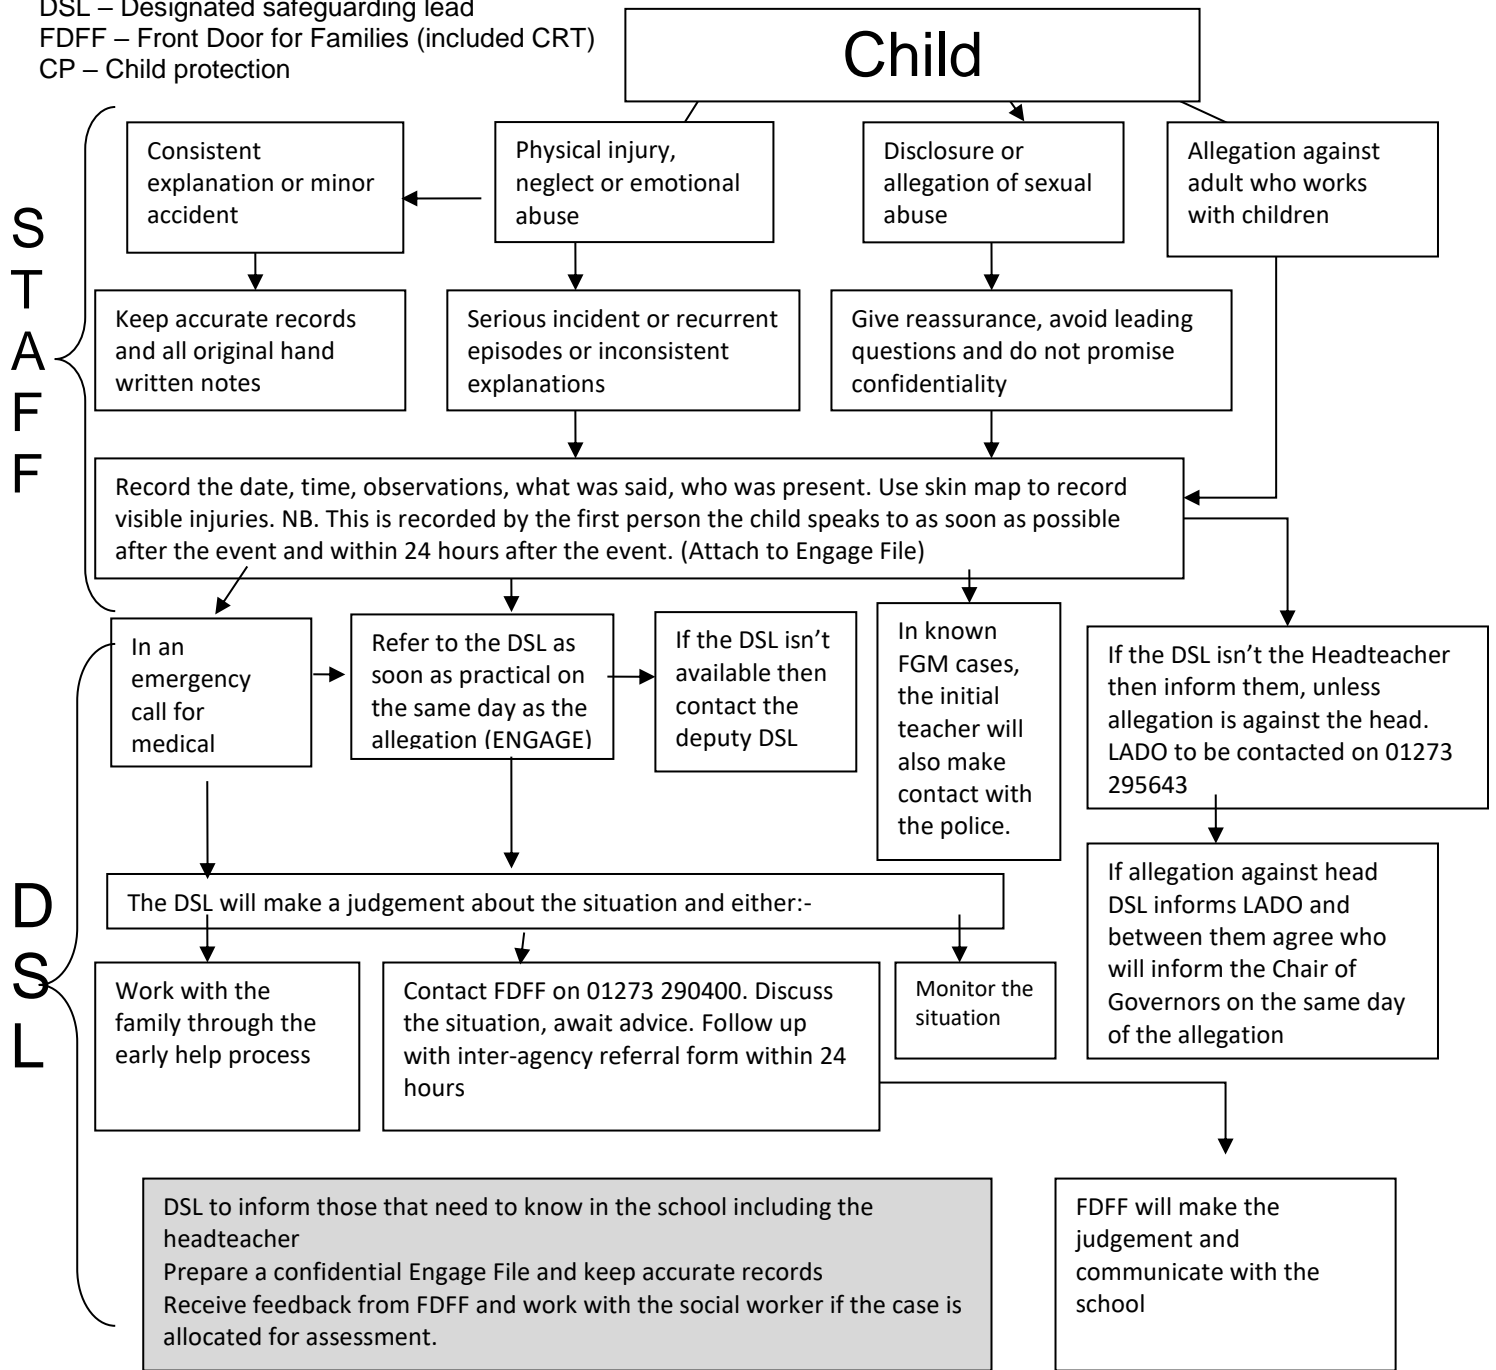 DSL – Designated safeguarding lead
FDFF – Front Door for Families (included CRT)
CP – Child protection
Child
STAFF
Consistent
explanation or minor
accident
Physical injury,
neglect or emotional
abuse
Disclosure or
allegation of sexual
abuse
Allegation against
adult who works
with children
Keep accurate records
and all original hand
written notes
Serious incident or recurrent
episodes or inconsistent
explanations
Give reassurance, avoid leading
questions and do not promise
confidentiality
Record the date, time, observations, what was said, who was present. Use skin map to record
visible injuries. NB. This is recorded by the first person the child speaks to as soon as possible
after the event and within 24 hours after the event. (Attach to Engage File)
In an
emergency
call for
medical
Refer to the DSL as
soon as practical on
the same day as the
allegation (ENGAGE)
If the DSL isn’t
available then
contact the
deputy DSL
In known
FGM cases,
the initial
teacher will
also make
contact with
the police.
If the DSL isn’t the Headteacher
then inform them, unless
allegation is against the head.
LADO to be contacted on 01273
295643
DSL
The DSL will make a judgement about the situation and either:-
If allegation against head
DSL informs LADO and
between them agree who
will inform the Chair of
Governors on the same day
of the allegation
Work with the
family through the
early help process
Contact FDFF on 01273 290400. Discuss
the situation, await advice. Follow up
with inter-agency referral form within 24
hours
Monitor the
situation
DSL to inform those that need to know in the school including the
headteacher
Prepare a confidential Engage File and keep accurate records
Receive feedback from FDFF and work with the social worker if the case is
allocated for assessment.
FDFF will make the
judgement and
communicate with the
school